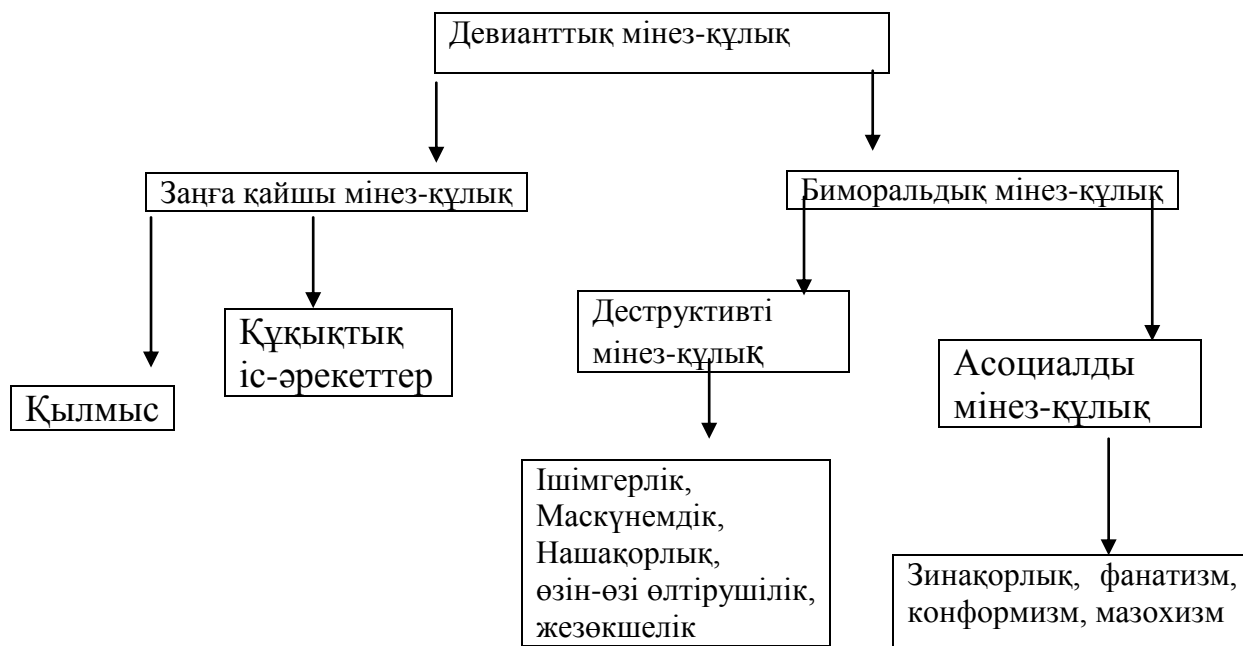 Девианттық мінез-құлық
Заңға қайшы мінез-құлық
Биморальдық мінез-құлық
Құқықтық
іс-әрекеттер
Қылмыс
Деструктивті
мінез-құлық
Асоциалды
мінез-құлық
Ішімгерлік,
Маскүнемдік,
Нашақорлық,
өзін-өзі өлтірушілік,
жезөкшелік
Зинақорлық, фанатизм,
конформизм, мазохизм